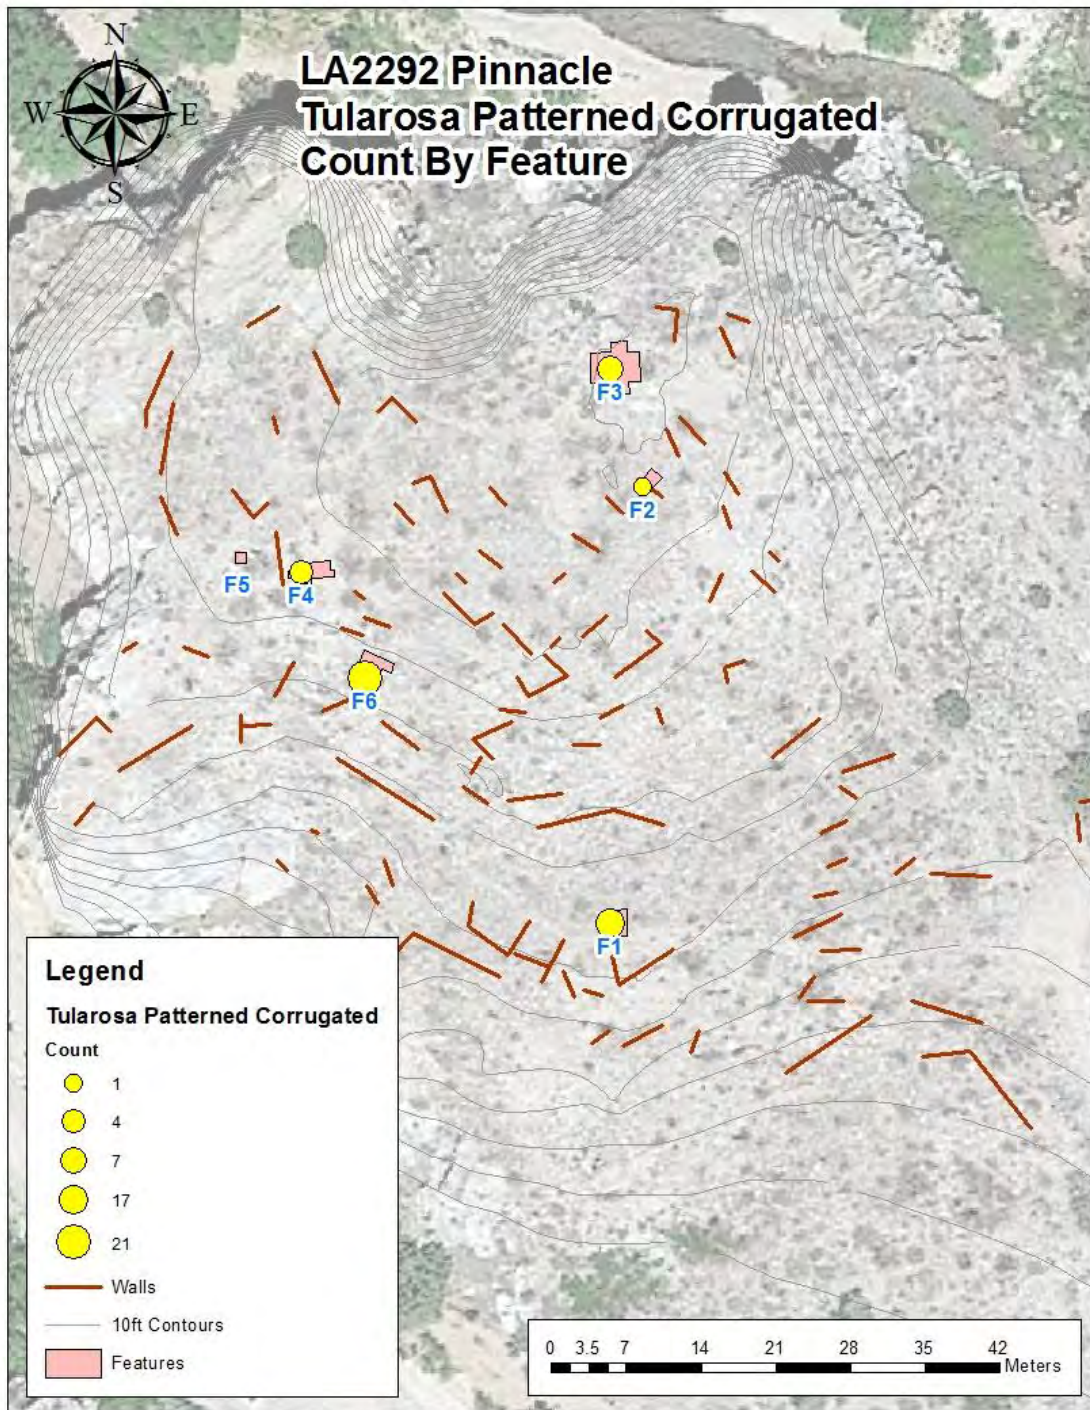 N
W
E
S
LA2292 Pinnacle
Tularosa Patterned Corrugated
Count By Feature
F3
F2
F5
F4
F6
F1
Legend
Tularosa Patterned Corrugated
Count
1
4
7
17
21
Walls
10ft Contours
Features
0 3.5 7 14 21 28 35 42
Meters